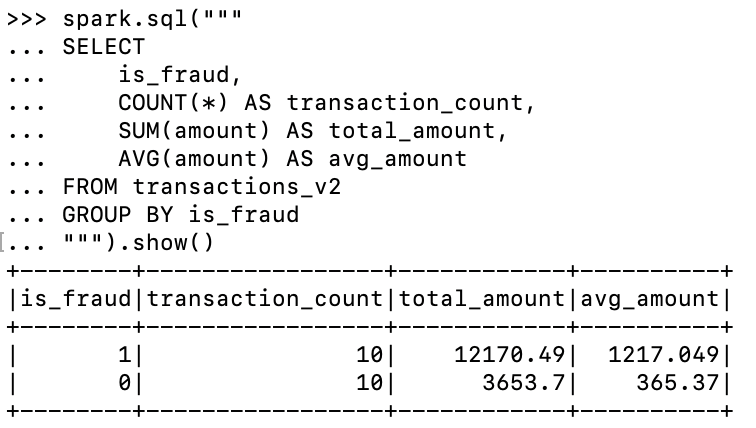 >>> spark.sql("""
... SELECT
...     is_fraud,
...     COUNT(*) AS transaction_count,
...     SUM(amount) AS total_amount,
...     AVG(amount) AS avg_amount
... FROM transactions_v2
... GROUP BY is_fraud
[... """).show()
+--------+-----------------+------------+----------+
|is_fraud|transaction_count|total_amount|avg_amount|
+--------+-----------------+------------+----------+
|       1|               10|    12170.49|  1217.049|
|       0|               10|      3653.7|    365.37|
+--------+-----------------+------------+----------+